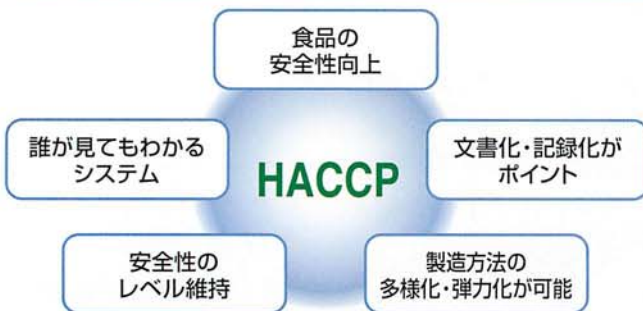 食品の
安全性向上
誰が見てもわかる
システム
HACCP
文書化・記録化が
ポイント
安全性の
レベル維持
製造方法の
多様化・弾力化が可能